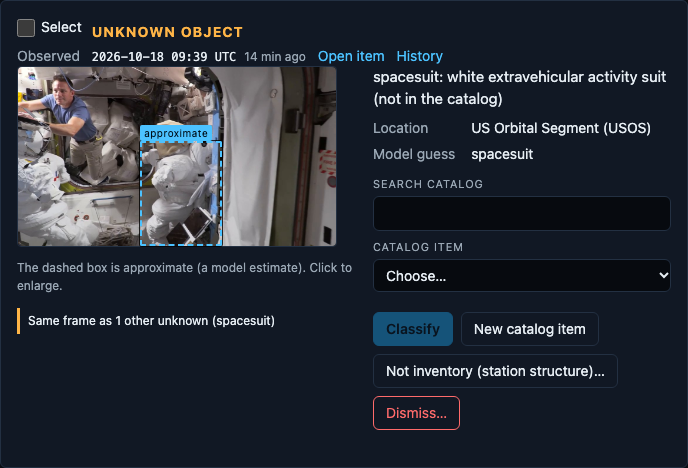 Select
UNKNOWN OBJECT
Observed 2026-10-18 09:39 UTC 14 min ago Open item History
approximate
The dashed box is approximate (a model estimate). Click to
enlarge.
Same frame as 1 other unknown (spacesuit)
spacesuit: white extravehicular activity suit
(not in the catalog)
Location US Orbital Segment (USOS)
Model guess spacesuit
SEARCH CATALOG
CATALOG ITEM
Choose...
Classify
New catalog item
Not inventory (station structure)...
Dismiss...